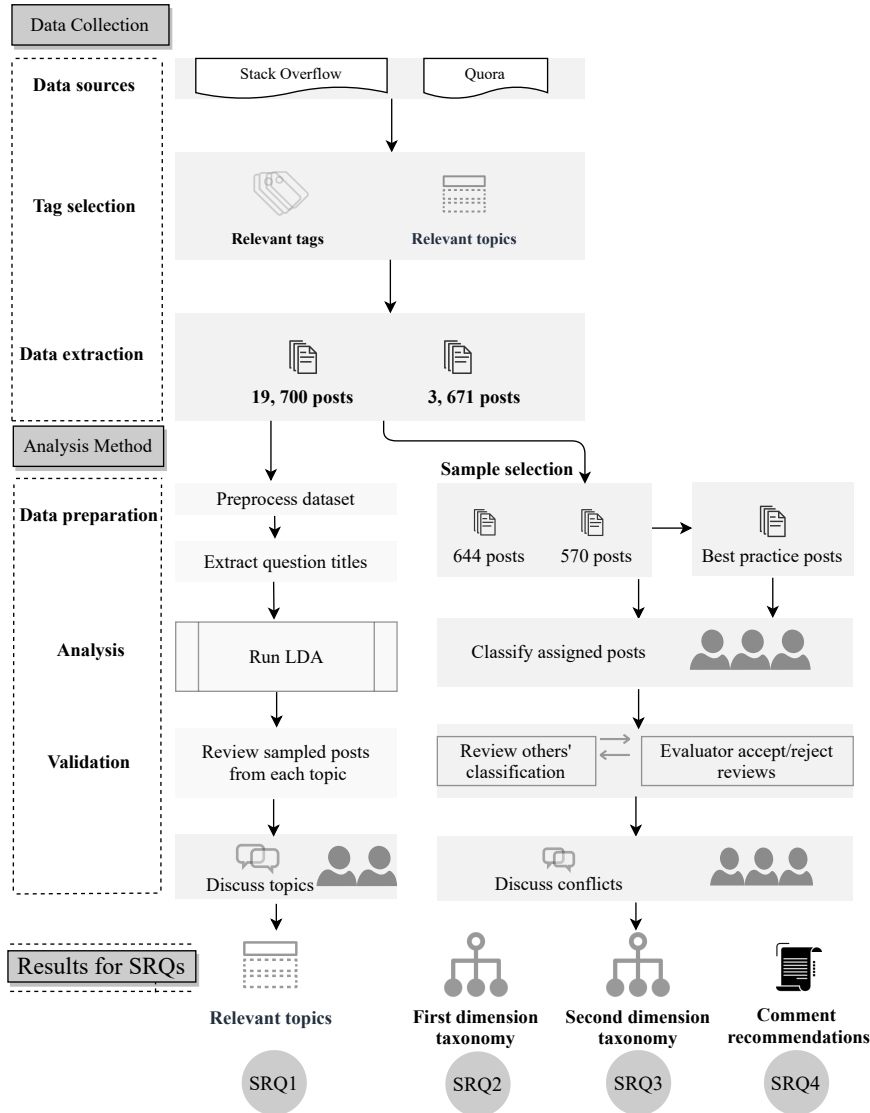 Data Collection
Data sources
Stack Overflow
Quora
Tag selection
Relevant tags
Relevant topics
Data extraction
19, 700 posts
3, 671 posts
Analysis Method
Sample selection
Data preparation
Preprocess dataset
Extract question titles
644 posts
570 posts
Best practice posts
Analysis
Run LDA
Classify assigned posts
Validation
Review sampled posts
from each topic
Review others'
classification
Evaluator accept/reject
reviews
Discuss topics
Discuss conflicts
Results for SRQs
Relevant topics
First dimension
taxonomy
Second dimension
taxonomy
Comment
recommendations
SRQ1
SRQ2
SRQ3
SRQ4